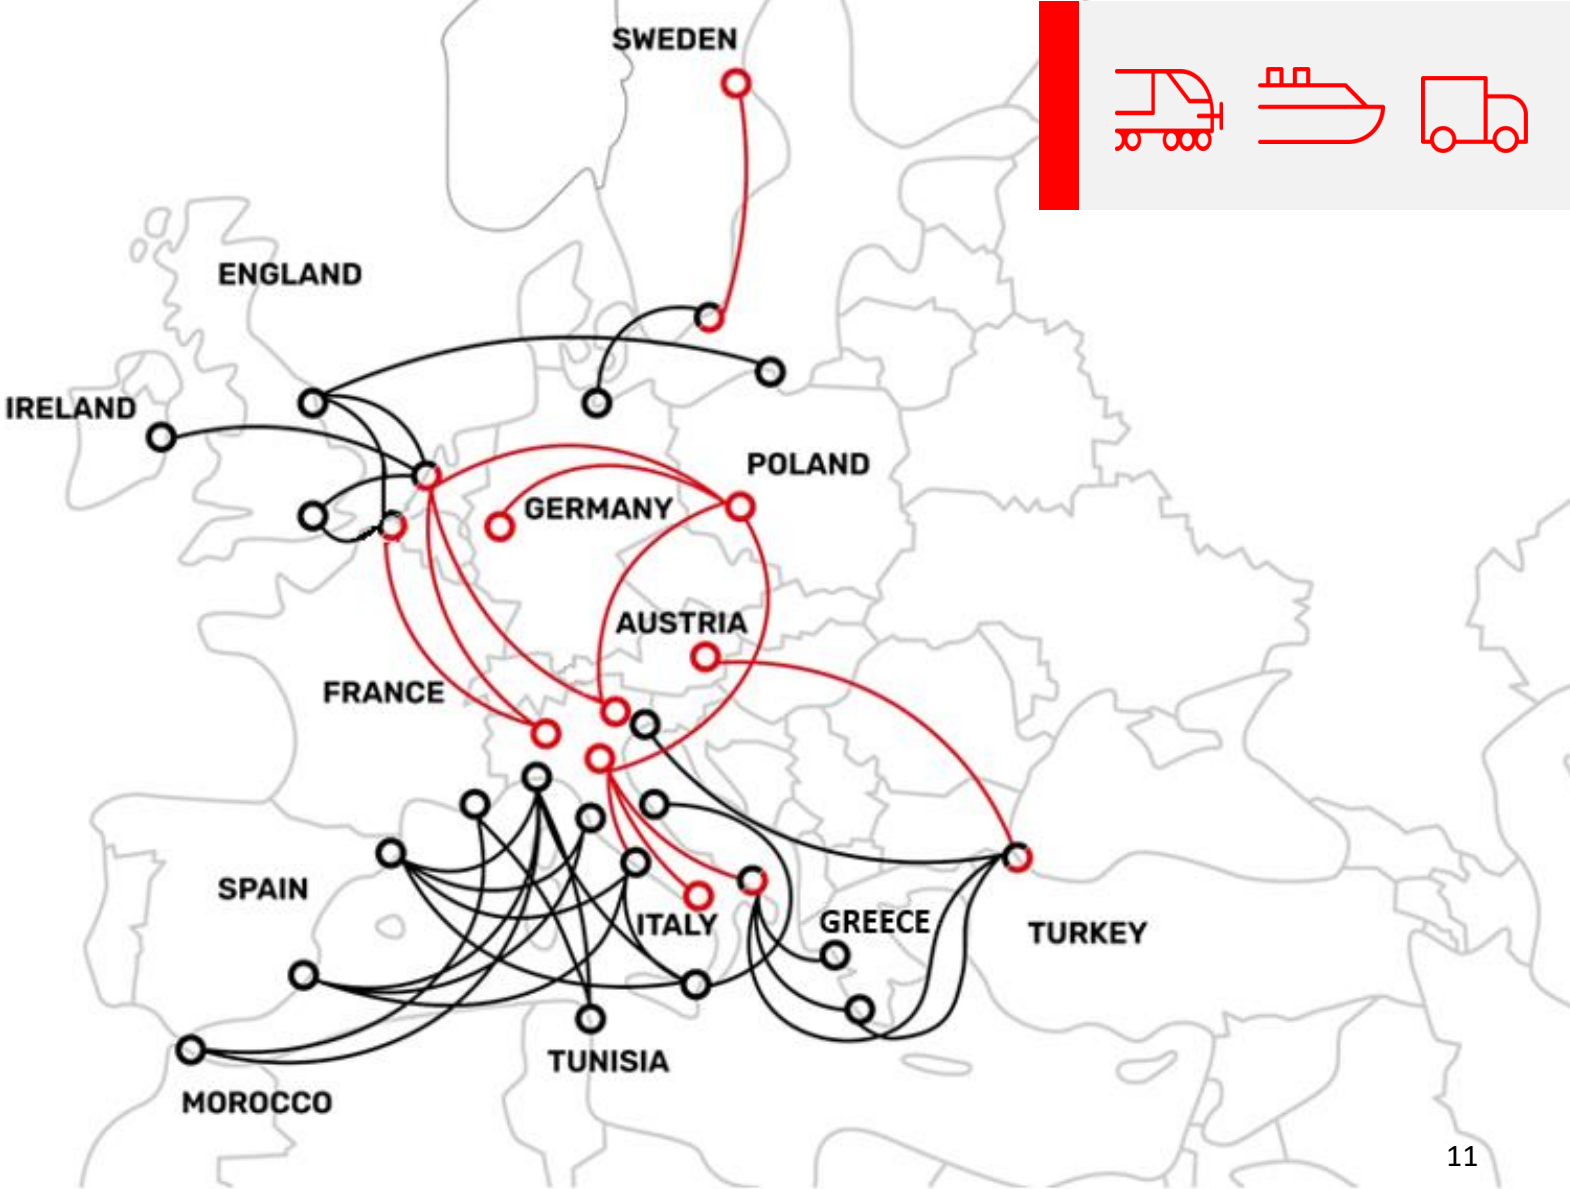 SWEDEN
ENGLAND
IRELAND
POLAND
GERMANY
AUSTRIA
FRANCE
SPAIN
ITALY
GREECE
TURKEY
TUNISIA
MOROCCO
11